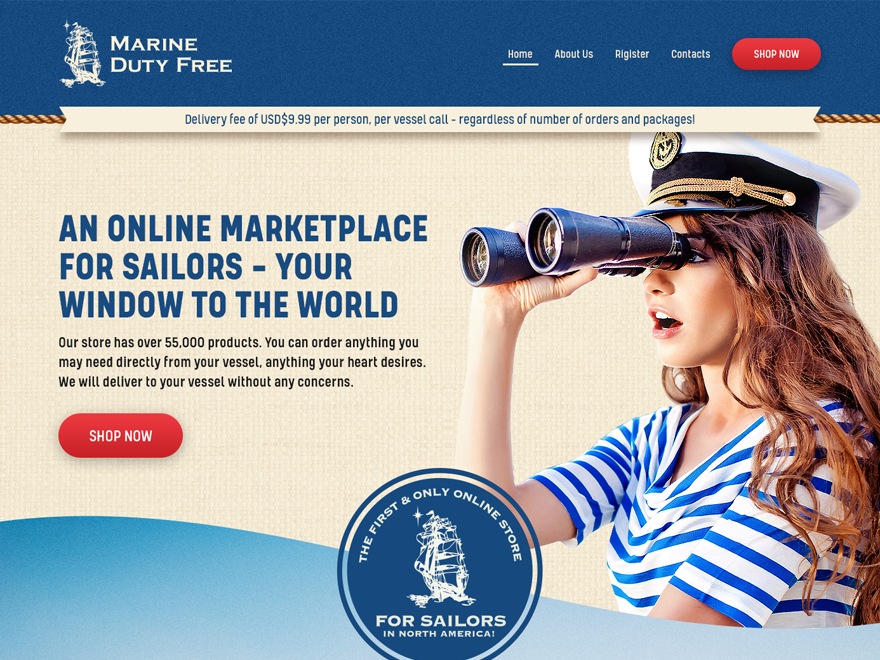 MARINE
DUTY FREE
Home
About Us
Rigister
Contacts
SHOP NOW
Delivery fee of USD$9.99 per person, per vessel call - regardless of number of orders and packages!
AN ONLINE MARKETPLACE
FOR SAILORS - YOUR
WINDOW TO THE WORLD
Our store has over 55,000 products. You can order anything you
may need directly from your vessel, anything your heart desires.
We will deliver to your vessel without any concerns.
SHOP NOW
THE FIRST & ONLY ONLINE STORE
FOR SAILORS
IN NORTH AMERICA!